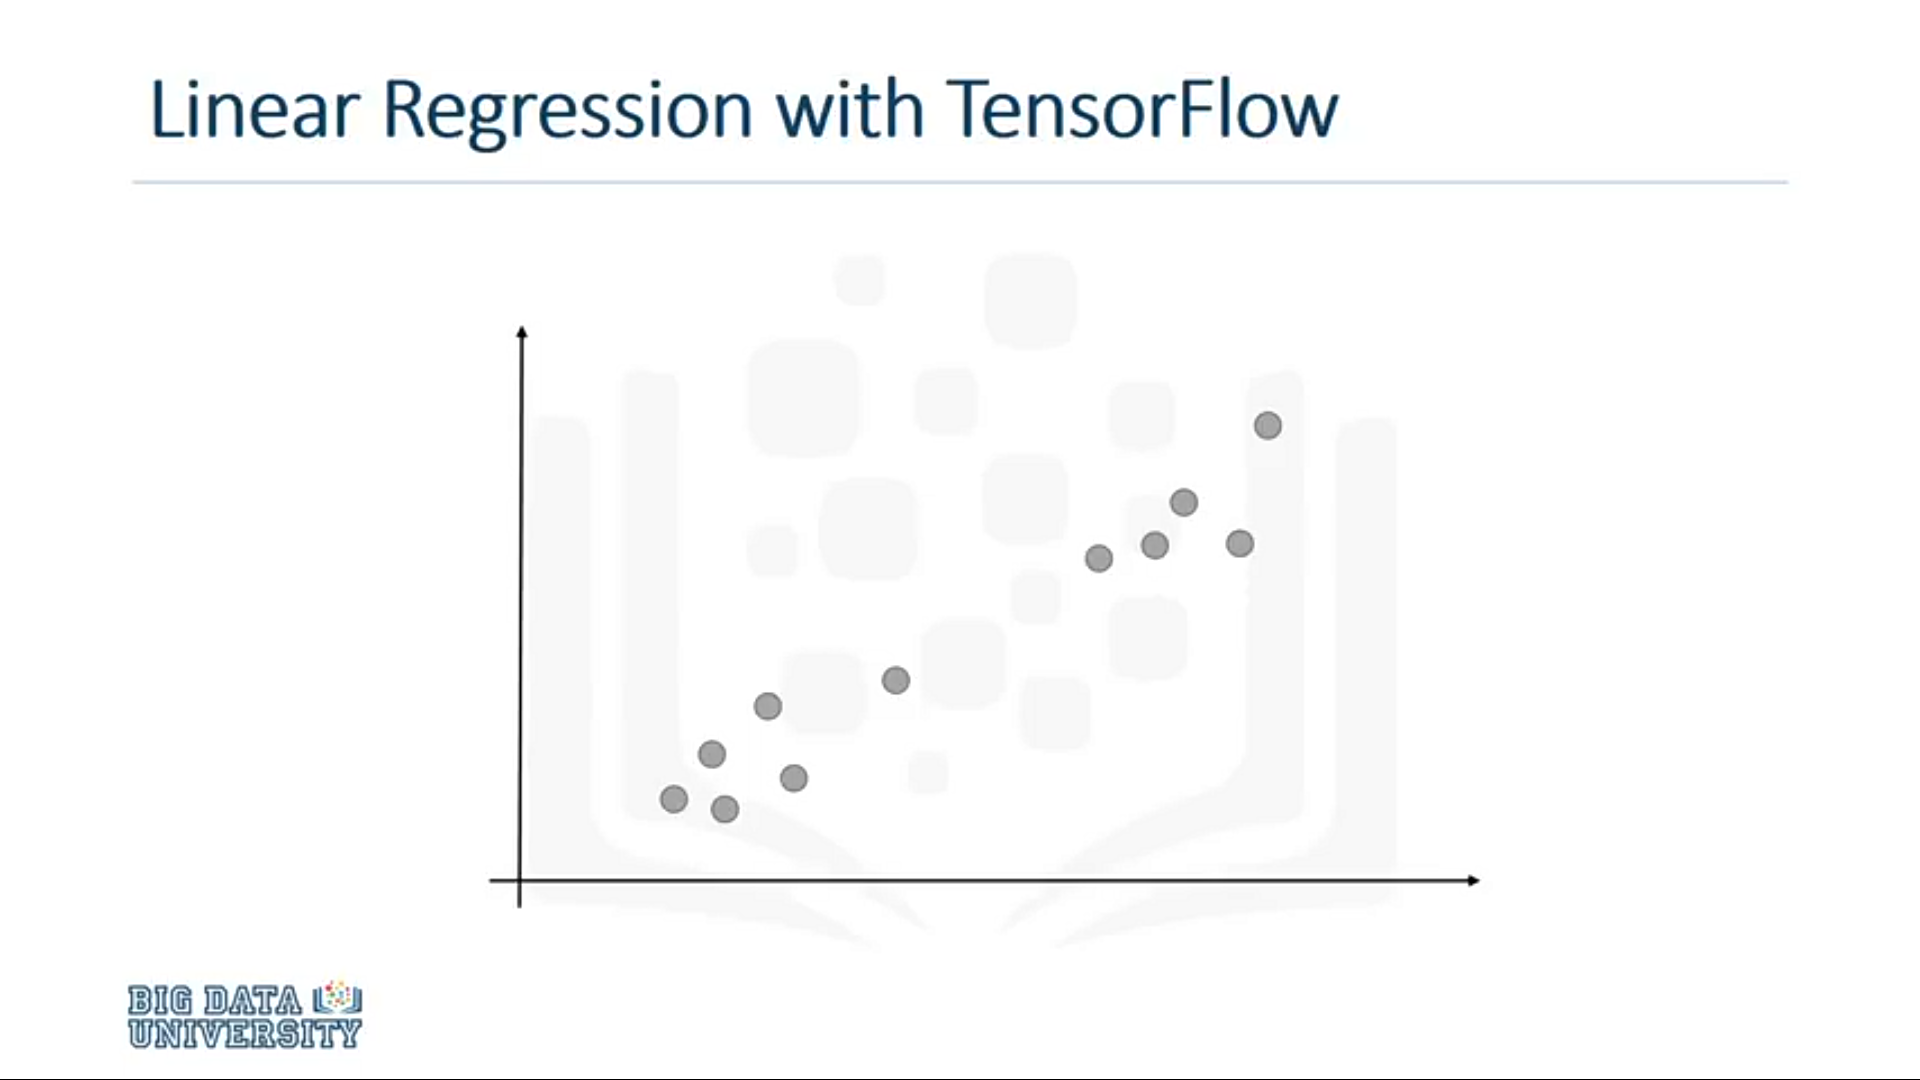 Linear Regression with TensorFlow
BIG DATA
UNIVERSITY